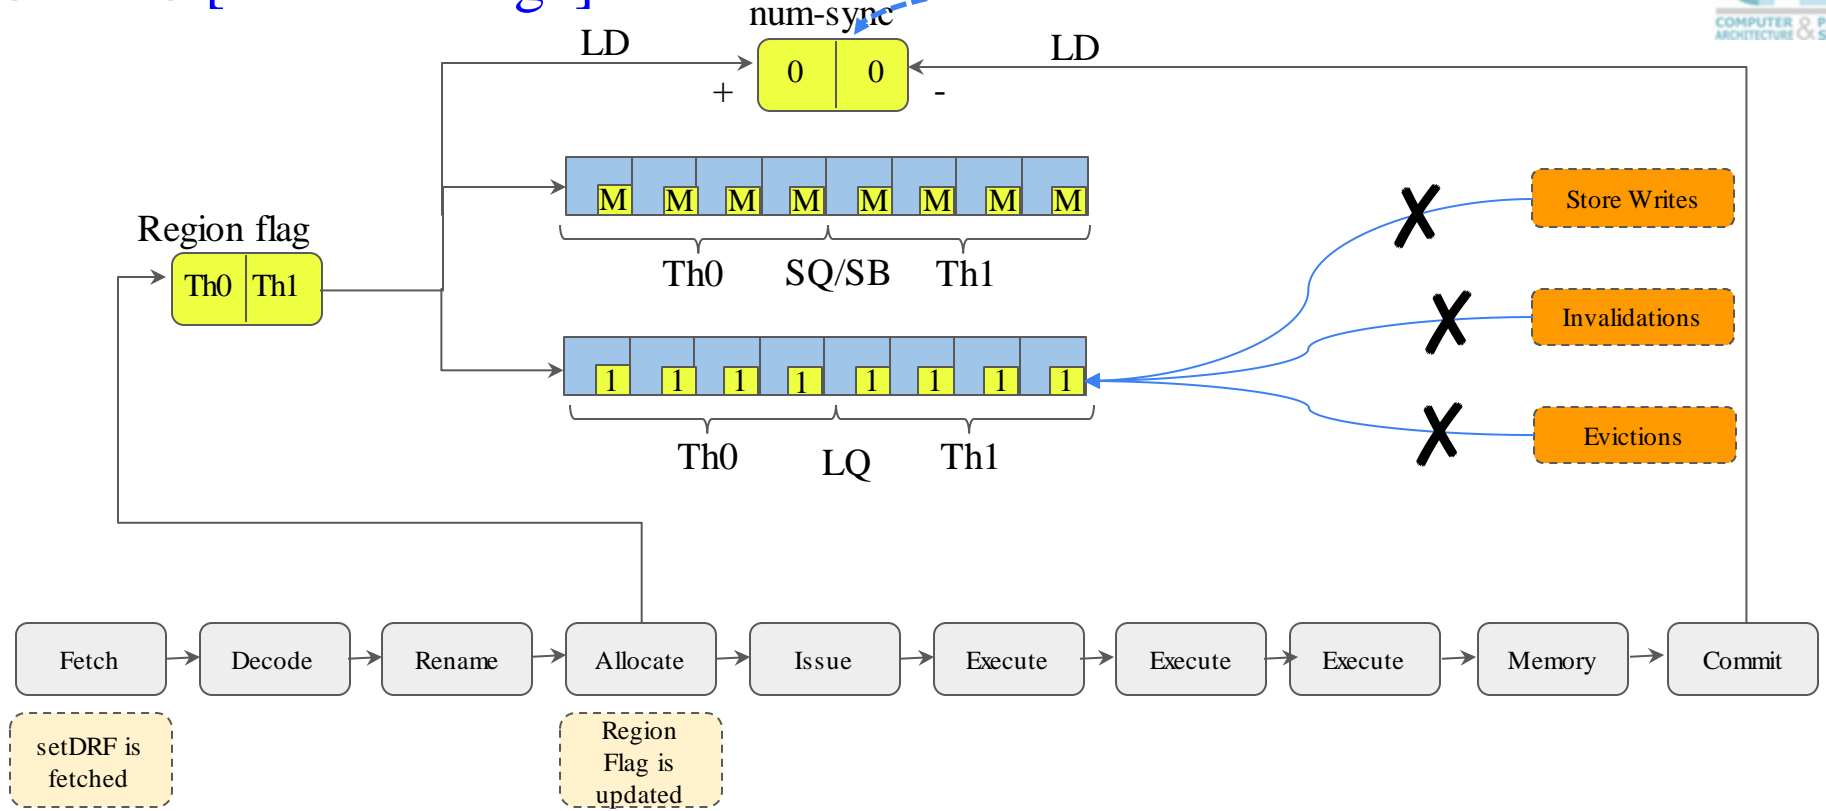 num-sync
COMPUTER & P
ARCHITECTURE & S
LD
LD
0 0
+ -
M M M M M M M M
Region flag
Th0 Th1
Th0 SQ/SB Th1
1 1 1 1 1 1 1 1
Th0 LQ Th1
Store Writes
Invalidations
Evictions
Fetch
Decode
Rename
Allocate
Issue
Execute
Execute
Execute
Memory
Commit
setDRF is
fetched
Region
Flag is
updated